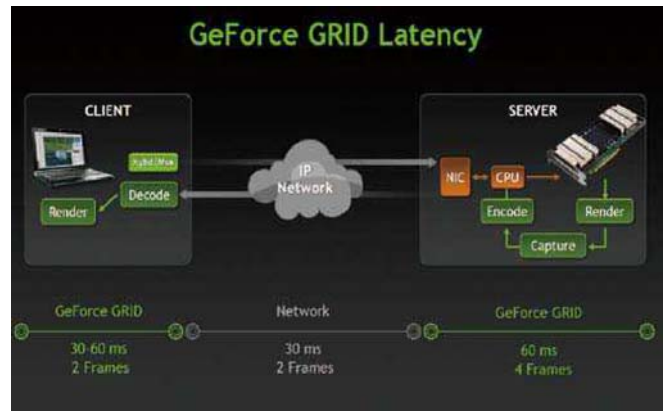 GeForce GRID Latency
CLIENT
SERVER
IP
Network
NIC
CPU
Decode
Render
Encode
Render
Capture
GeForce GRID
Network
GeForce GRID
30-60 ms
30 ms
60 ms
2 Frames
2 Frames
4 Frames